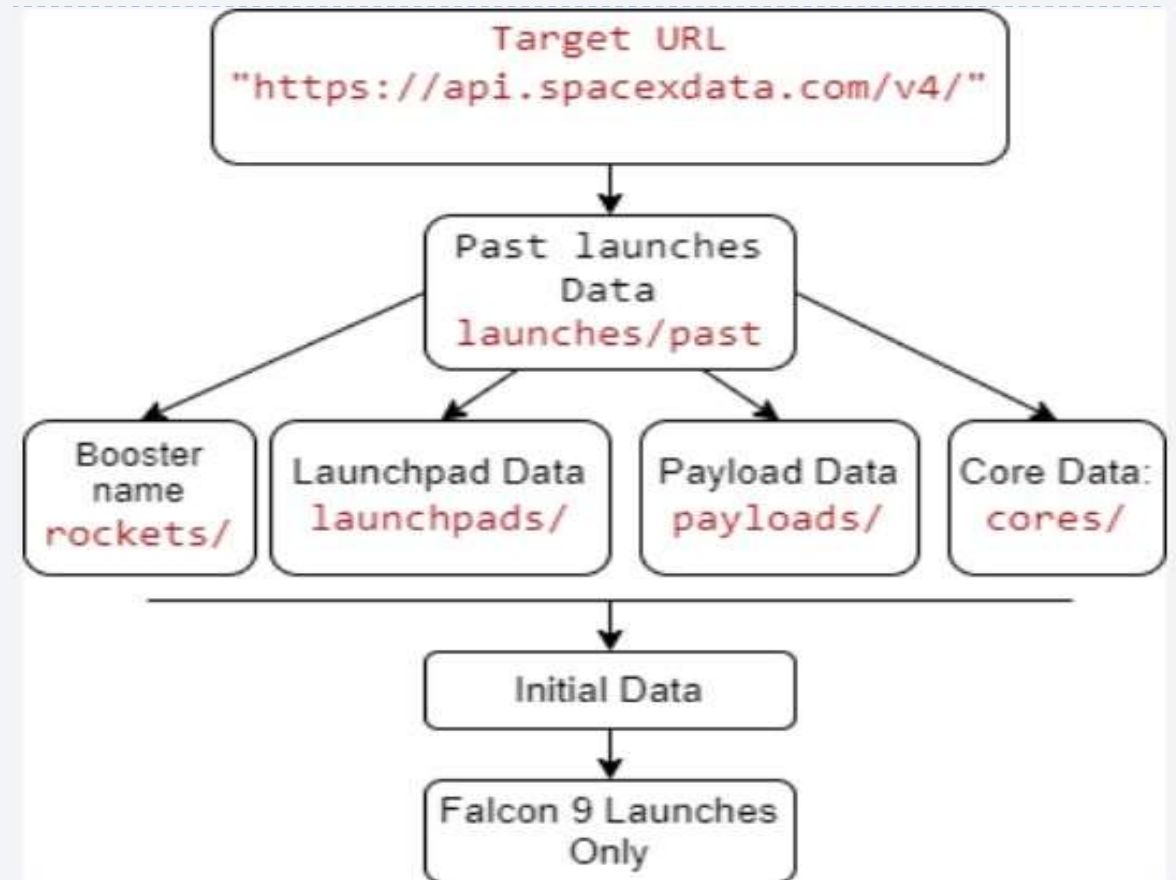 Target URL
"https://api.spacexdata.com/v4/"
Past launches
Data
launches/past
Booster
name
rockets/
Launchpad Data
launchpads/
Payload Data
payloads/
Core Data:
cores/
Initial Data
Falcon 9 Launches
Only